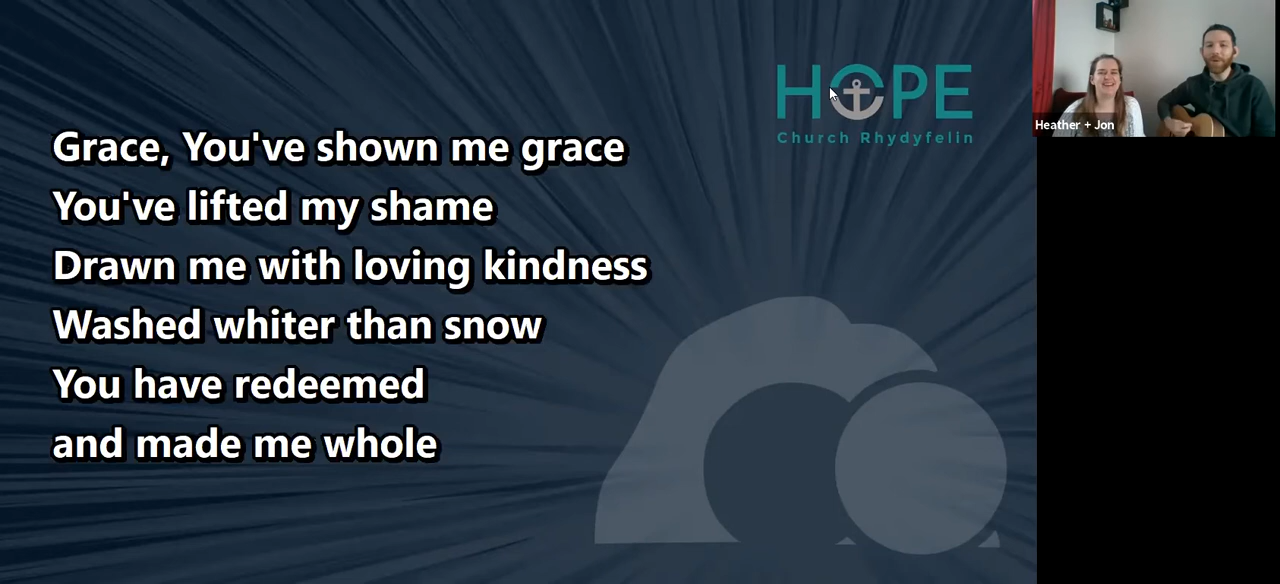 HOPE
Church Rhydyfelin
Grace, You've shown me grace
You've lifted my shame
Drawn me with loving kindness
Washed whiter than snow
You have redeemed
and made me whole
Heather + Jon